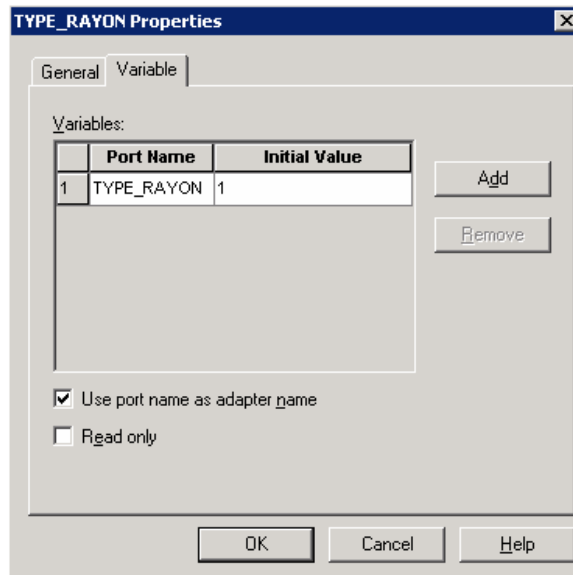 TYPE_RAYON Properties
General Variable
Variables:
Port Name Initial Value
1 TYPE_RAYON 1
Add
Remove
Use port name as adapter name
Read only
OK Cancel Help